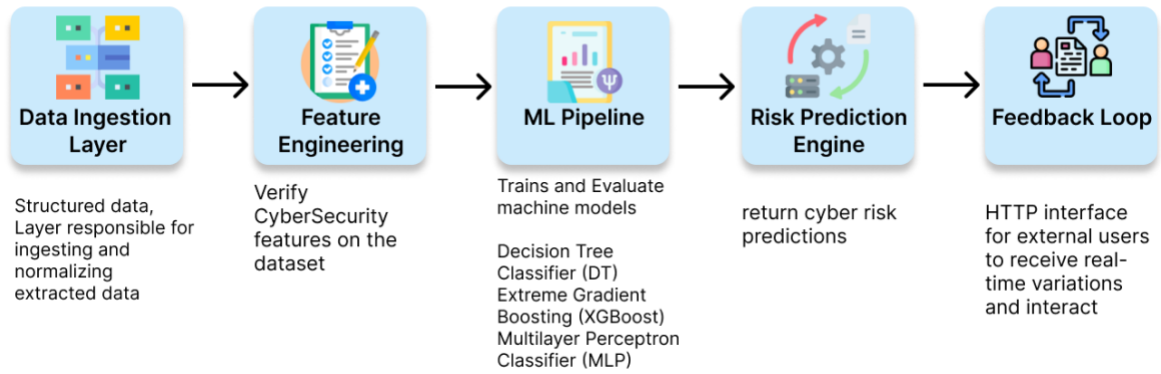 Data Ingestion
Layer
Structured data,
Layer responsible for
ingesting and
normalizing
extracted data
Feature
Engineering
Verify
CyberSecurity
features on the
dataset
ML Pipeline
Trains and Evaluate
machine models
Decision Tree
Classifier (DT)
Extreme Gradient
Boosting (XGBoost)
Multilayer Perceptron
Classifier (MLP)
Risk Prediction
Engine
return cyber risk
predictions
Feedback Loop
HTTP interface
for external users
to receive real-
time variations
and interact